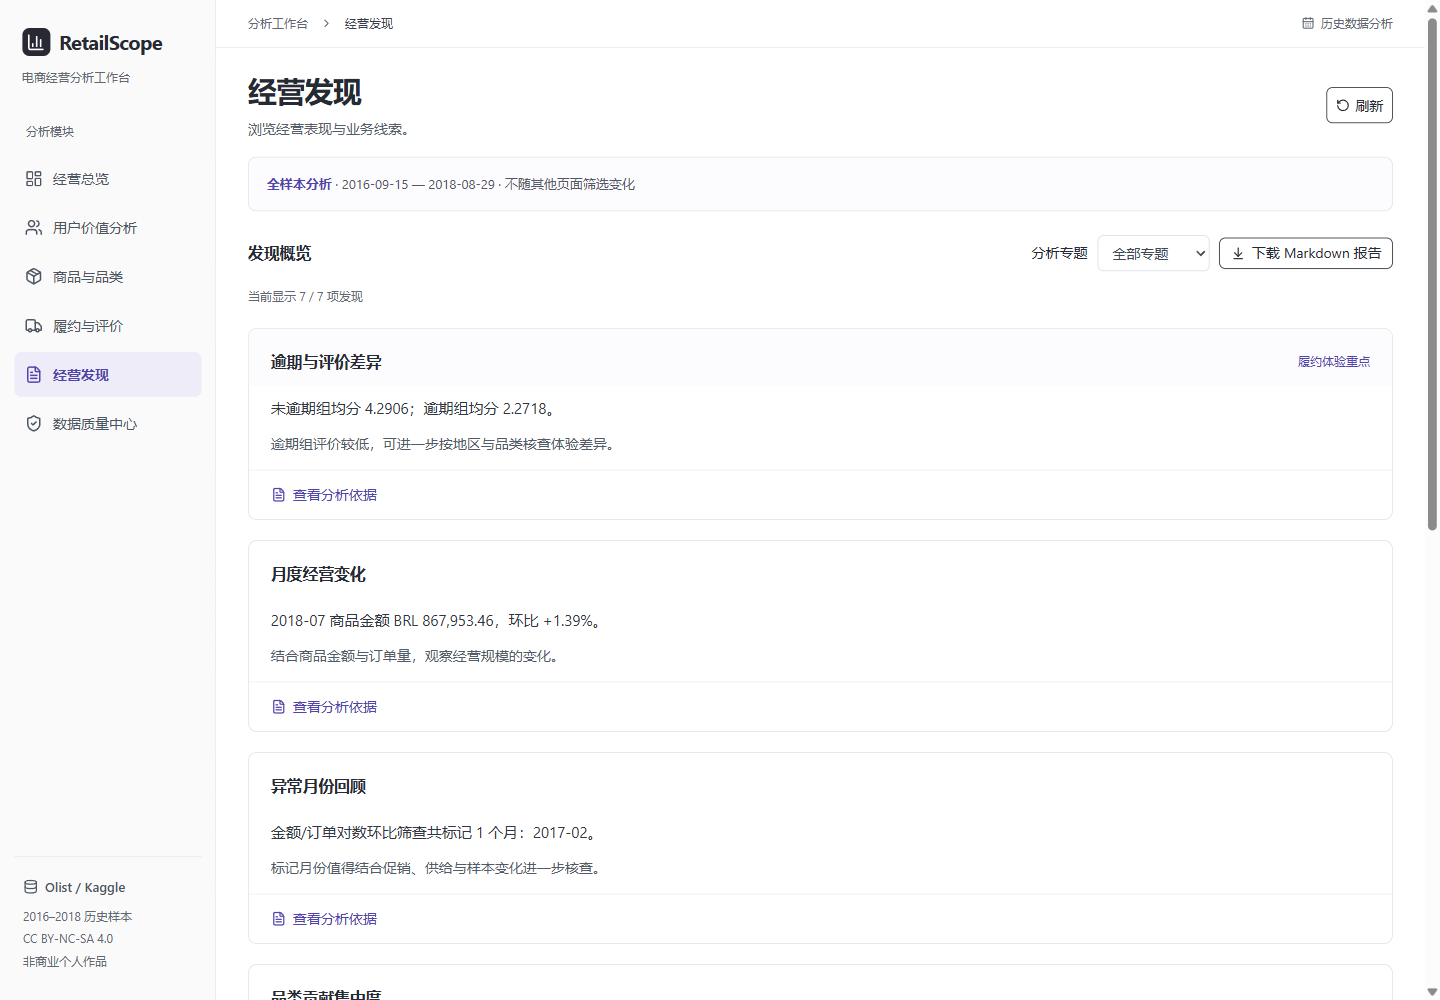 RetailScope
电商经营分析工作台
分析模块
经营总览
用户价值分析
商品与品类
履约与评价
经营发现
数据质量中心
Olist / Kaggle
2016–2018 历史样本
CC BY-NC-SA 4.0
非商业个人作品
分析工作台 > 经营发现
历史数据分析
经营发现
浏览经营表现与业务线索。
刷新
全样本分析 · 2016-09-15 — 2018-08-29 · 不随其他页面筛选变化
发现概览
分析专题 全部专题 下载 Markdown 报告
当前显示 7 / 7 项发现
逾期与评价差异
履约体验重点
未逾期组均分 4.2906；逾期组均分 2.2718。
逾期组评价较低，可进一步按地区与品类核查体验差异。
查看分析依据
月度经营变化
2018-07 商品金额 BRL 867,953.46，环比 +1.39%。
结合商品金额与订单量，观察经营规模的变化。
查看分析依据
异常月份回顾
金额/订单对数环比筛查共标记 1 个月：2017-02。
标记月份值得结合促销、供给与样本变化进一步核查。
查看分析依据
品类贡献集中度